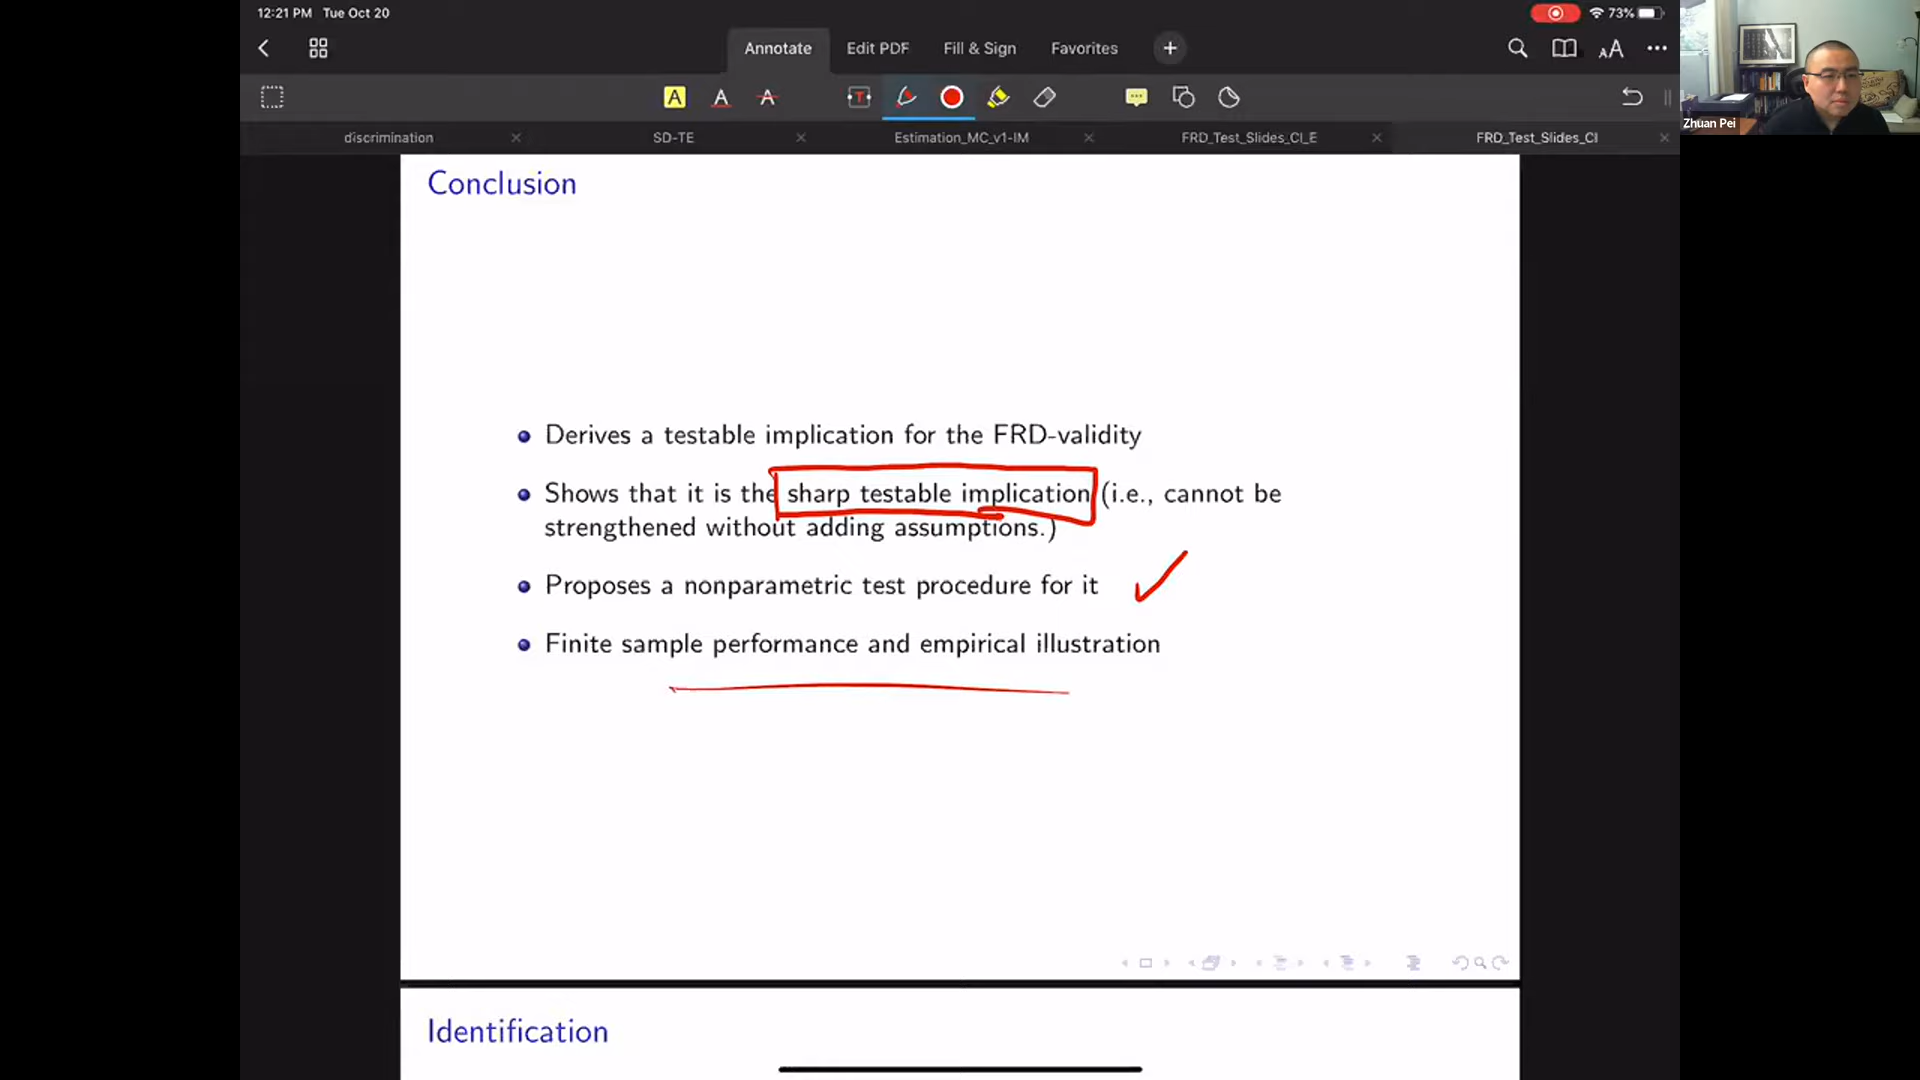 12:21 PM Tue Oct 20
73%
Annotate Edit PDF Fill & Sign Favorites
A A A T AA
discrimination SD-TE Estimation_MC_v1-IM FRD_Test_Slides_CI_E FRD_Test_Slides_CI
Zhuan Pei
Conclusion
Derives a testable implication for the FRD-validity
Shows that it is the sharp testable implication (i.e., cannot be
strengthened without adding assumptions.)
Proposes a nonparametric test procedure for it
Finite sample performance and empirical illustration
Identification